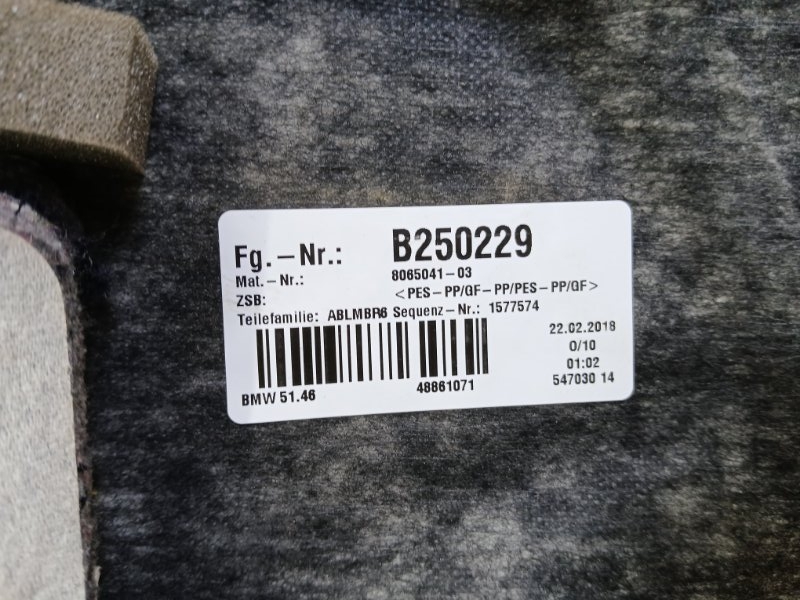 Fg.–Nr.: B250229
Mat.–Nr.: 8065041–03
ZSB: <PES–PP/GF–PP/PES–PP/GF>
Teilefamilie: ABLMBR6 Sequenz–Nr.: 1577574
22.02.2018
0/10
01:02
BMW 51.46 48861071 547030 14